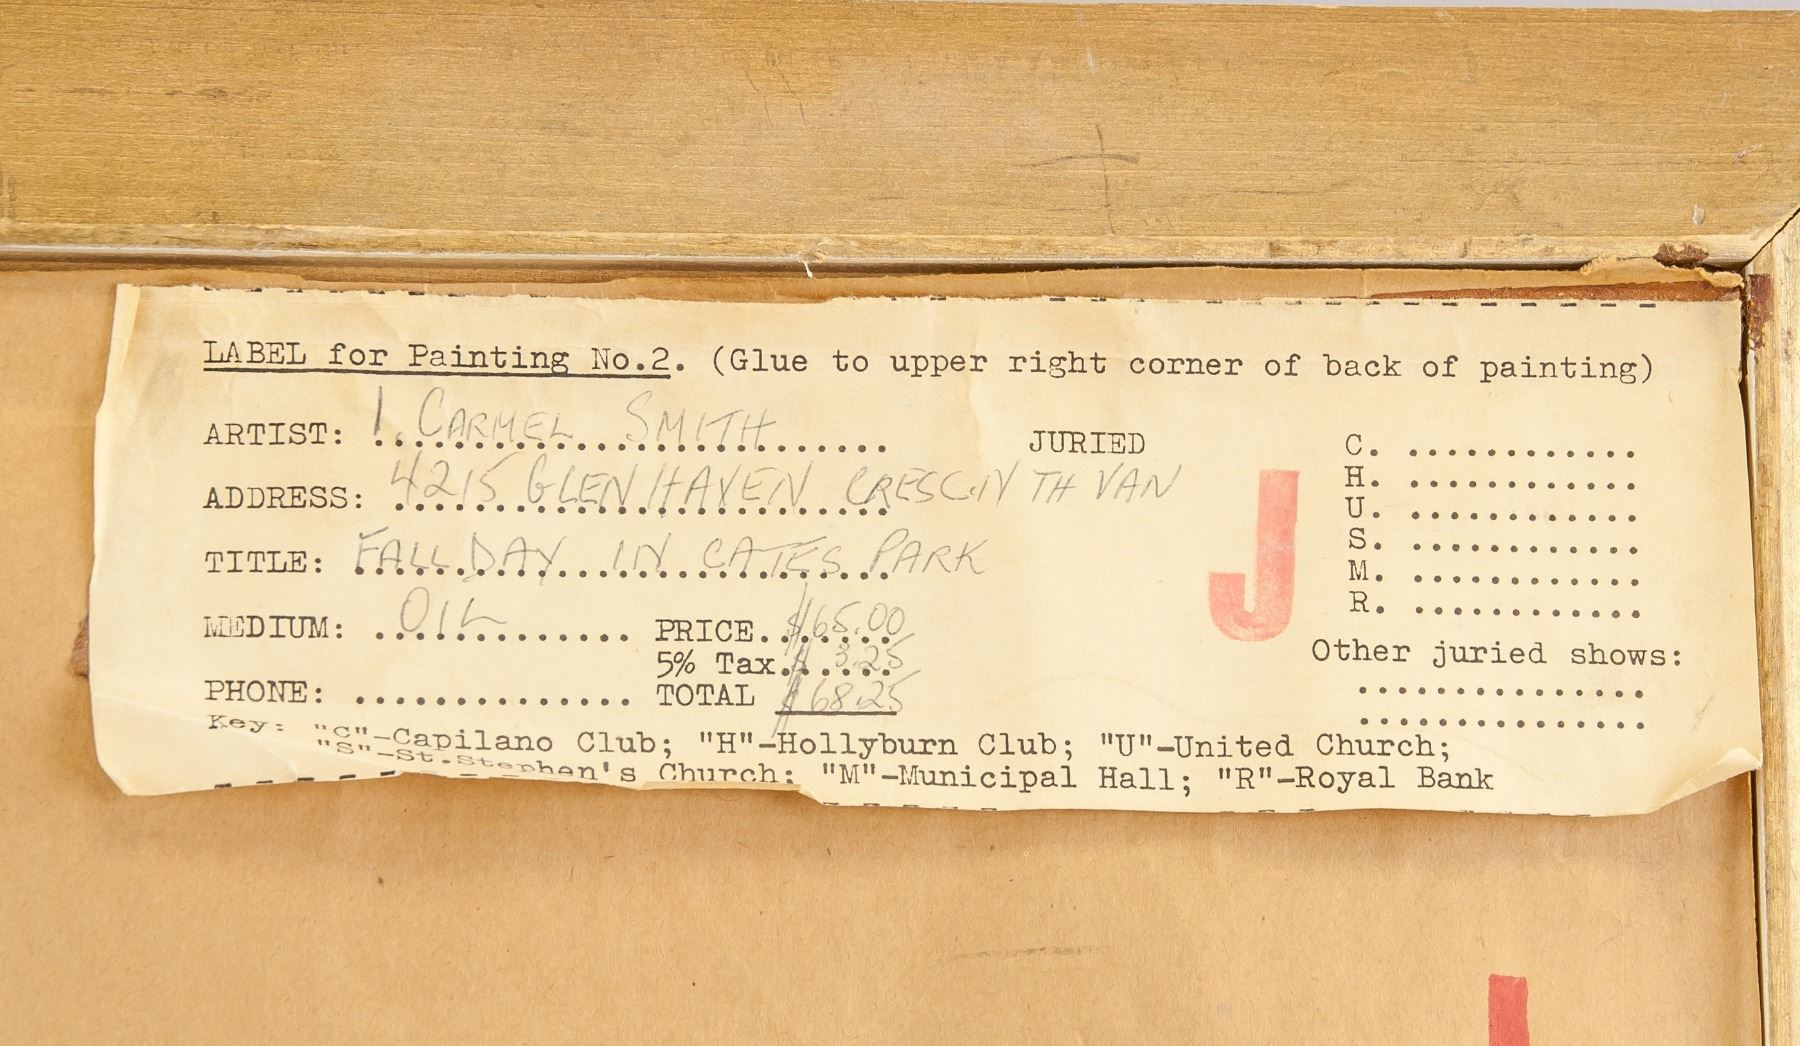 LABEL for Painting No.2. (Glue to upper right corner of back of painting)
ARTIST: I. CARMEL SMITH
JURIED
J
C. ............
ADDRESS: 4215 GLENHAVEN CRESC. N TH VAN
H. ............
U. ............
TITLE: FALL DAY IN CATES PARK
S. ............
M. ............
MEDIUM: OIL
PRICE. $65.00
R. ............
5% Tax. $ 3.25
Other juried shows:
PHONE: ..............
TOTAL $68.25
Key: "C"-Capilano Club; "H"-Hollyburn Club; "U"-United Church;
"S"-St.Stephen's Church; "M"-Municipal Hall; "R"-Royal Bank